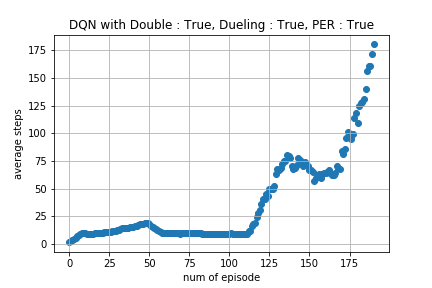 DQN with Double : True, Dueling : True, PER : True
175
150
125
100
75
50
25
0
average steps
0 25 50 75 100 125 150 175
num of episode